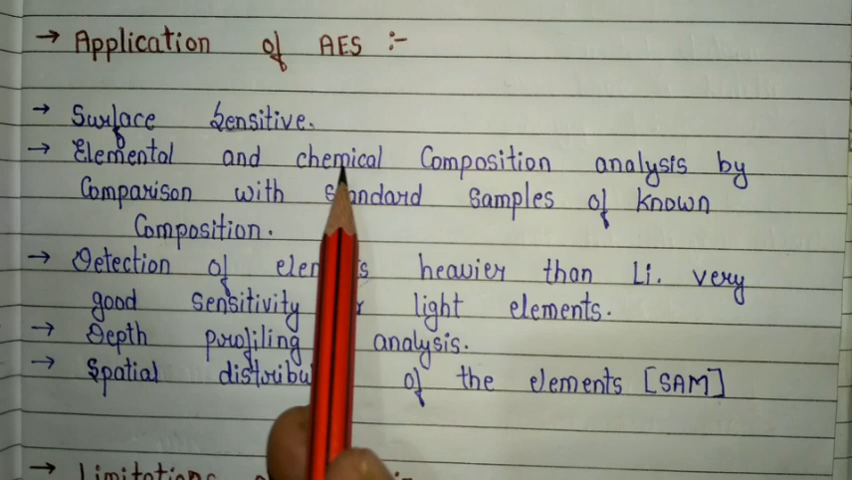 → Application of AES :-
→ Surface Sensitive.
→ Elemental and chemical Composition analysis by
Comparison with standard samples of known
Composition.
→ Detection of heavier than Li. very
good sensitivity light elements.
→ Depth profiling analysis.
→ Spatial of the elements [SAM]
→ Limitations